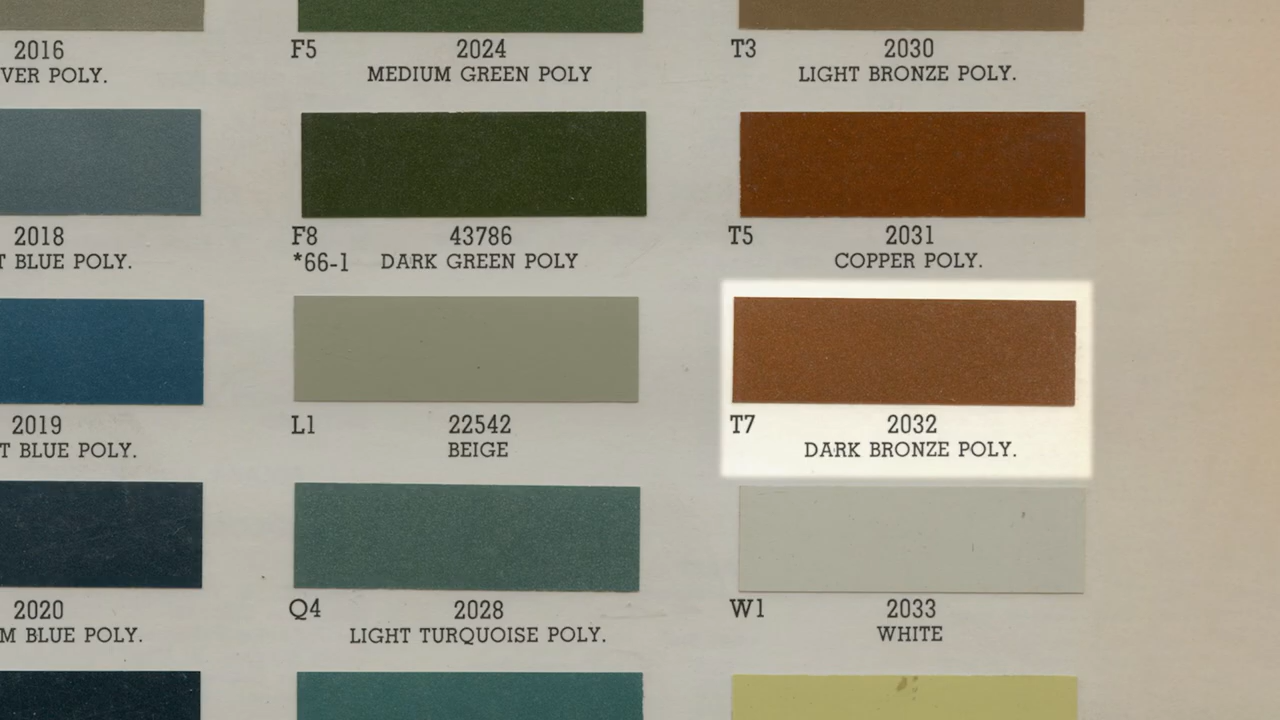 2016
VER POLY.
F5 2024
MEDIUM GREEN POLY
T3 2030
LIGHT BRONZE POLY.
2018
T BLUE POLY.
F8 43786
*66-1 DARK GREEN POLY
T5 2031
COPPER POLY.
2019
T BLUE POLY.
L1 22542
BEIGE
T7 2032
DARK BRONZE POLY.
2020
M BLUE POLY.
Q4 2028
LIGHT TURQUOISE POLY.
W1 2033
WHITE